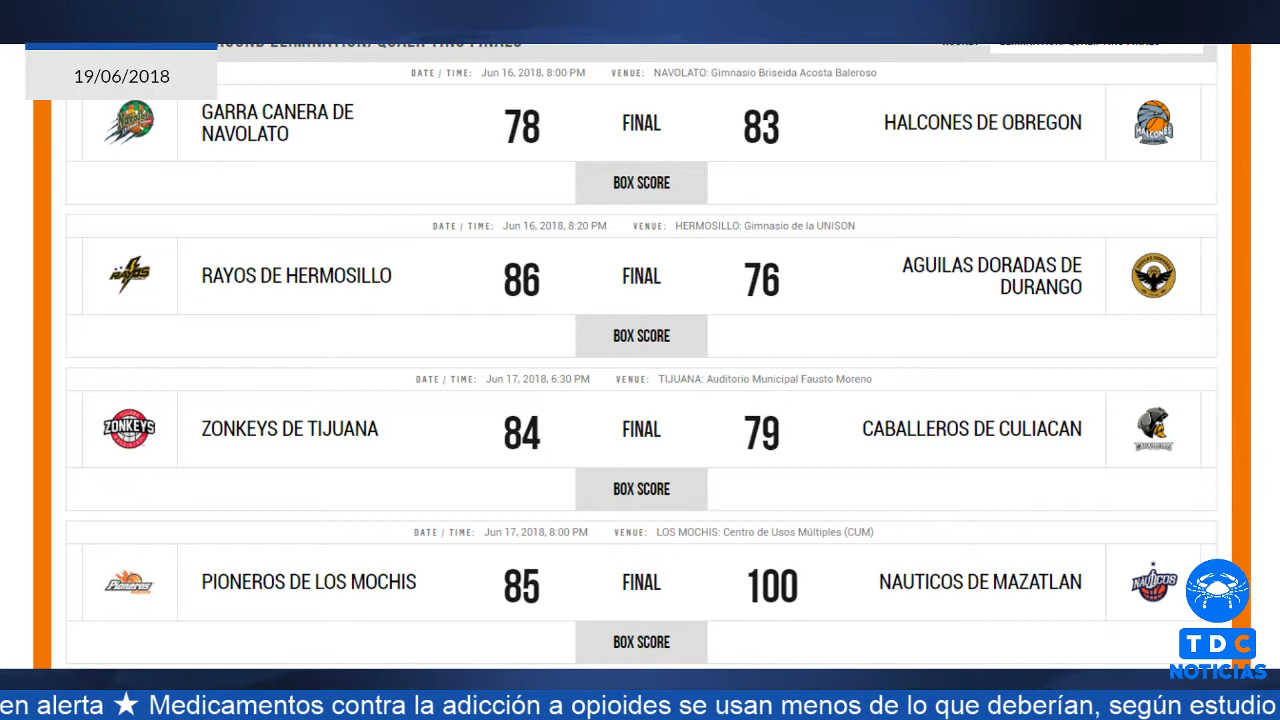 19/06/2018
DATE / TIME: Jun 16, 2018, 8:00 PM VENUE: NAVOLATO: Gimnasio Briseida Acosta Baleroso
GARRA CANERA DE
NAVOLATO
78 FINAL 83 HALCONES DE OBREGON
HALCONES
BOX SCORE
DATE / TIME: Jun 16, 2018, 8:20 PM VENUE: HERMOSILLO: Gimnasio de la UNISON
RAYOS
RAYOS DE HERMOSILLO 86 FINAL 76 AGUILAS DORADAS DE
DURANGO
BOX SCORE
DATE / TIME: Jun 17, 2018, 6:30 PM VENUE: TIJUANA: Auditorio Municipal Fausto Moreno
ZONKEYS
ZONKEYS DE TIJUANA 84 FINAL 79 CABALLEROS DE CULIACAN
BOX SCORE
DATE / TIME: Jun 17, 2018, 8:00 PM VENUE: LOS MOCHIS: Centro de Usos Múltiples (CUM)
Pioneros
PIONEROS DE LOS MOCHIS 85 FINAL 100 NAUTICOS DE MAZATLAN
NAUTICOS
BOX SCORE
TDC
NOTICIAS
en alerta ★ Medicamentos contra la adicción a opioides se usan menos de lo que deberían, según estudio